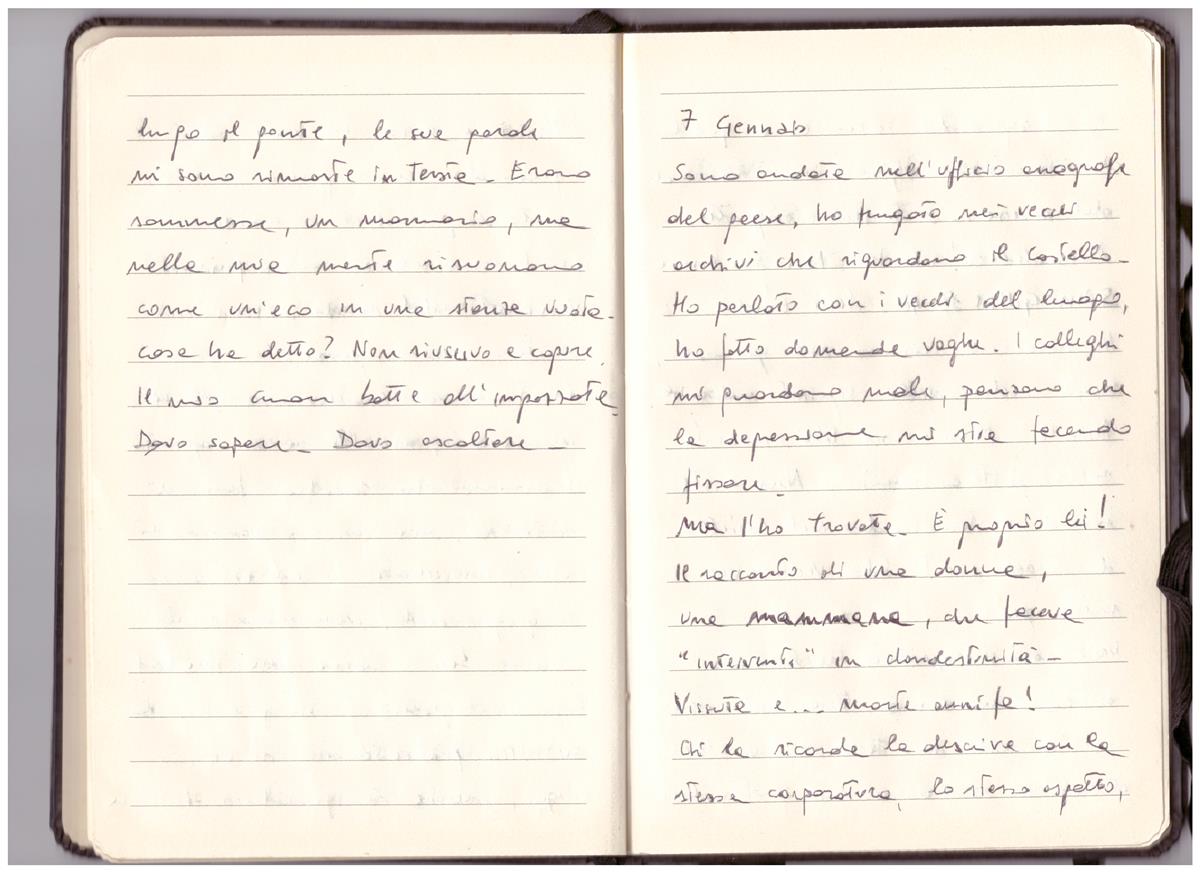 lungo il ponte, le sue parole
mi sono rimaste in testa. Erano
sommesse, un mormorio, ma
nella mia mente risuonano
come un'eco in una stanza vuota.
cosa ha detto? Non riuscivo a capire.
Il mio cuore batte all'impazzata.
Devo sapere. Devo ascoltare.
7 Gennaio
Sono andata nell'ufficio anagrafe
del paese, ho frugato nei vecchi
archivi che riguardano il castello.
Ho parlato con i vecchi del luogo,
ho fatto domande vaghe. I colleghi
mi guardano male, pensano che
la depressione mi stia facendo
fissare.
Ma l'ho trovata. È proprio lei!
Il racconto di una donna,
una mammana, che faceva
"interventi" in clandestinità.
Vissuta e... morta anni fa!
Chi la ricorda la descrive con la
stessa corporatura, lo stesso aspetto,